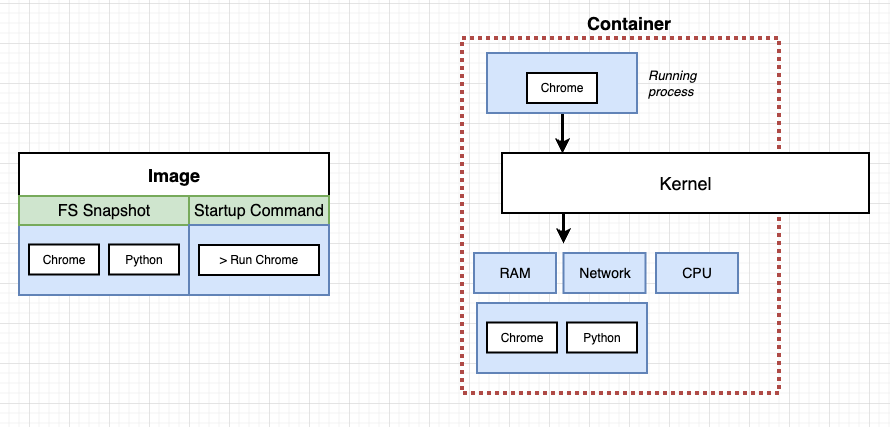 Container
Chrome
Running
process
Image
Kernel
FS Snapshot
Startup Command
Chrome
Python
> Run Chrome
RAM
Network
CPU
Chrome
Python